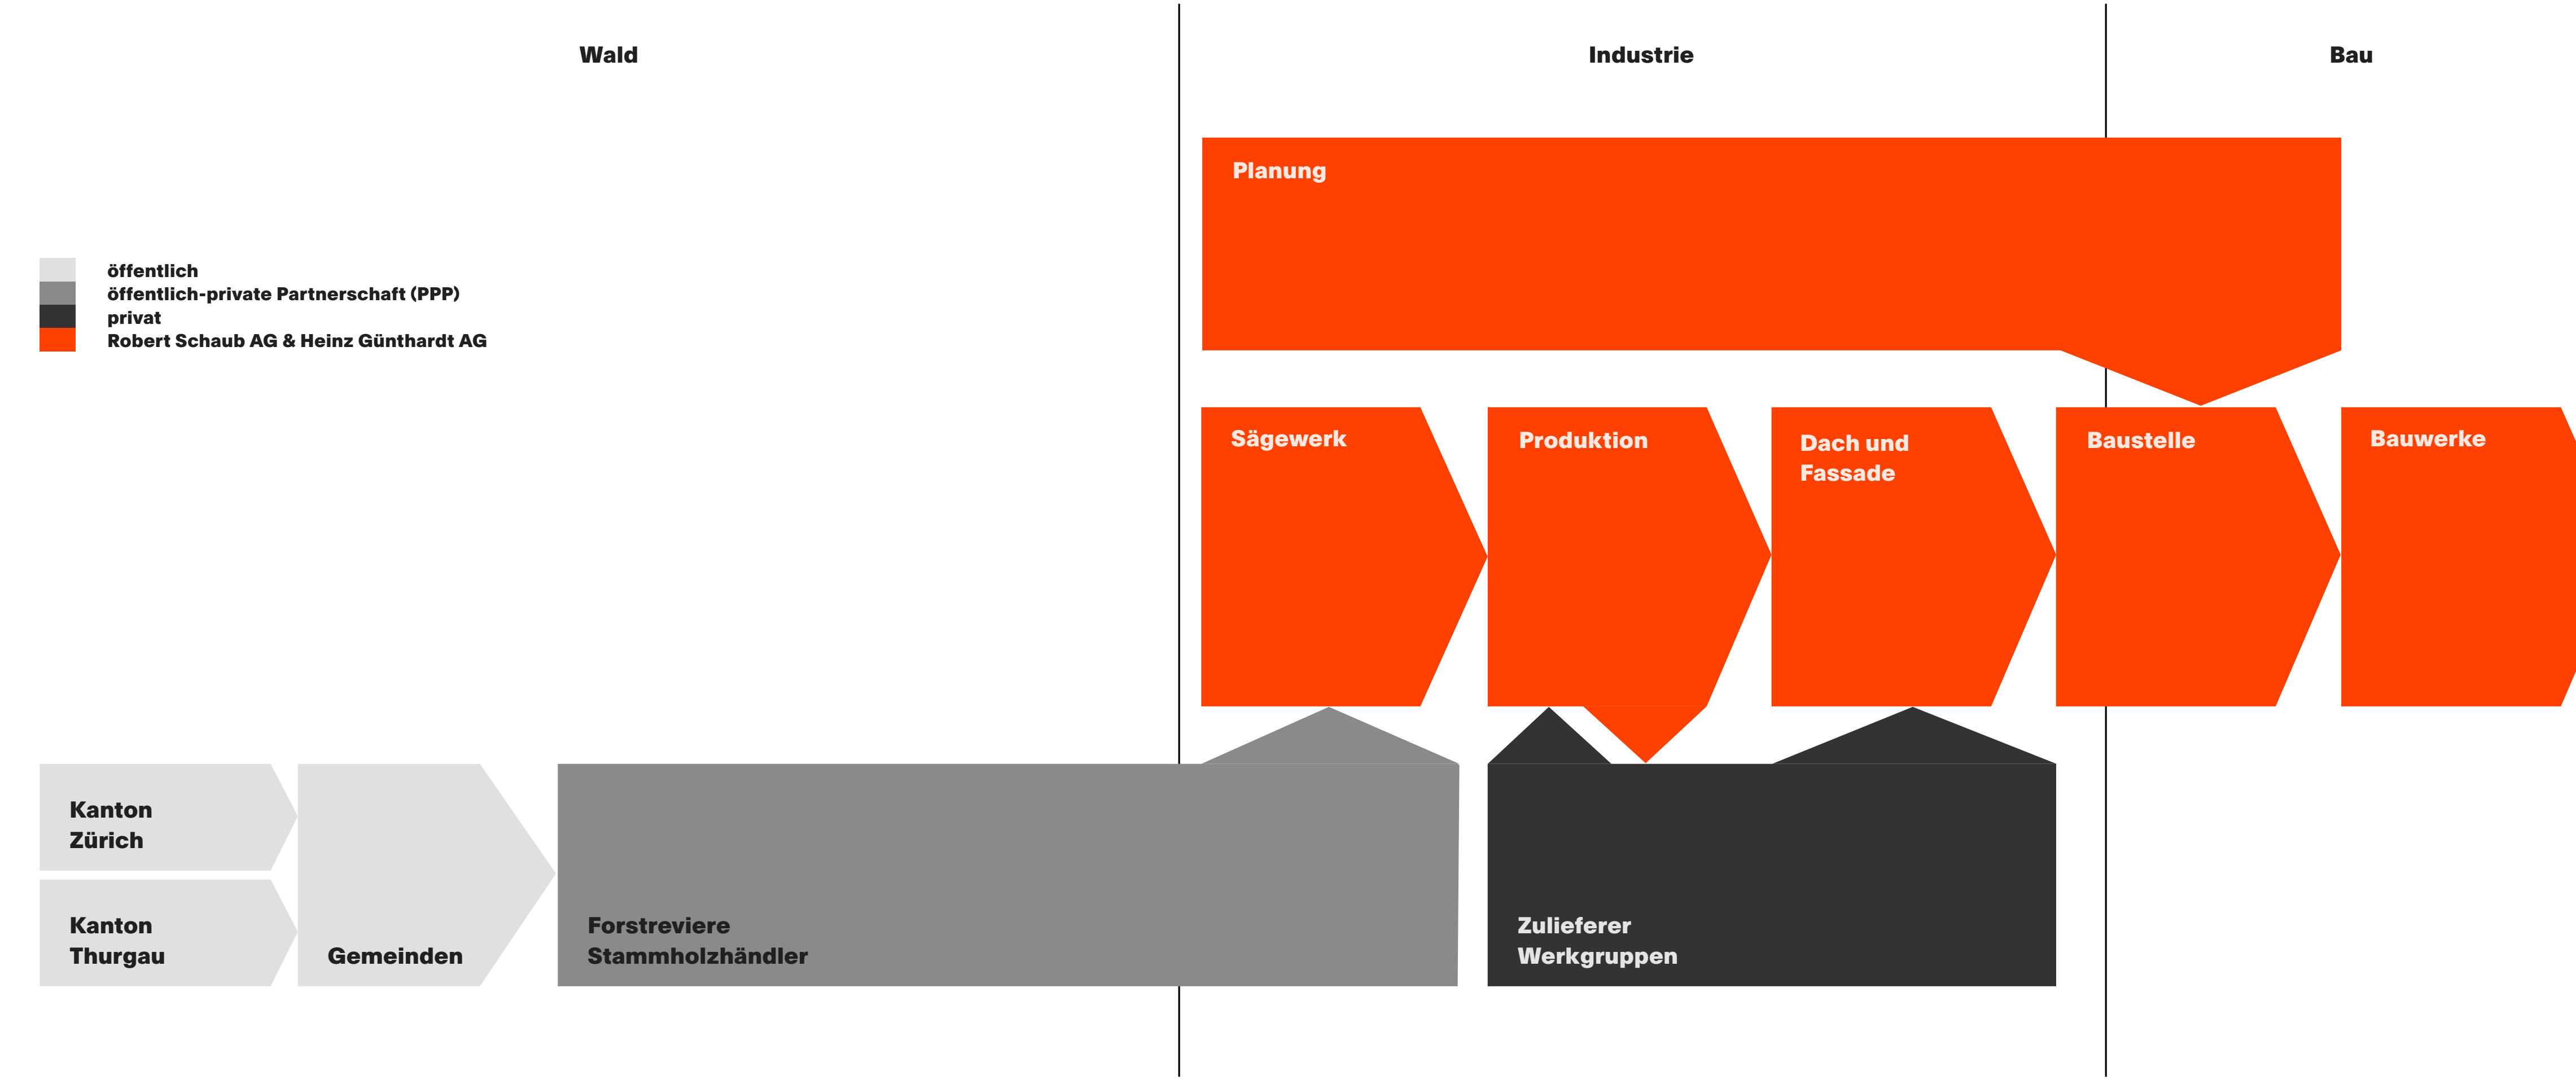 Wald
Industrie
Bau
Planung
öffentlich
öffentlich-private Partnerschaft (PPP)
privat
Robert Schaub AG & Heinz Günthardt AG
Sägewerk
Produktion
Dach und
Fassade
Baustelle
Bauwerke
Kanton
Zürich
Kanton
Thurgau
Gemeinden
Forstreviere
Stammholzhändler
Zulieferer
Werkgruppen